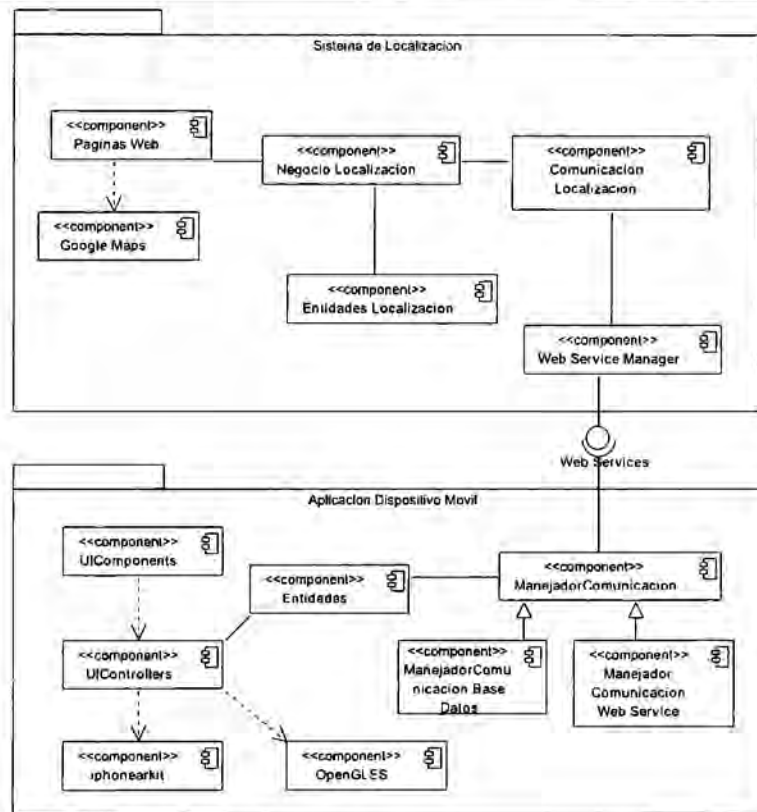 Sistema de Localizacion
<<component>>
Paginas Web
<<component>>
Negocio Localizacion
<<component>>
Comunicacion
Localizacion
<<component>>
Google Maps
<<component>>
Entidades Localizacion
<<component>>
Web Service Manager
Web Services
Aplicacion Dispositivo Movil
<<component>>
UIComponents
<<component>>
Entidades
<<component>>
ManejadorComunicacion
<<component>>
UIControllers
<<component>>
ManejadorComu
nicacion Base
Datos
<<component>>
Manejador
Comunicacion
Web Service
<<component>>
iphonearkit
<<component>>
OpenGLES